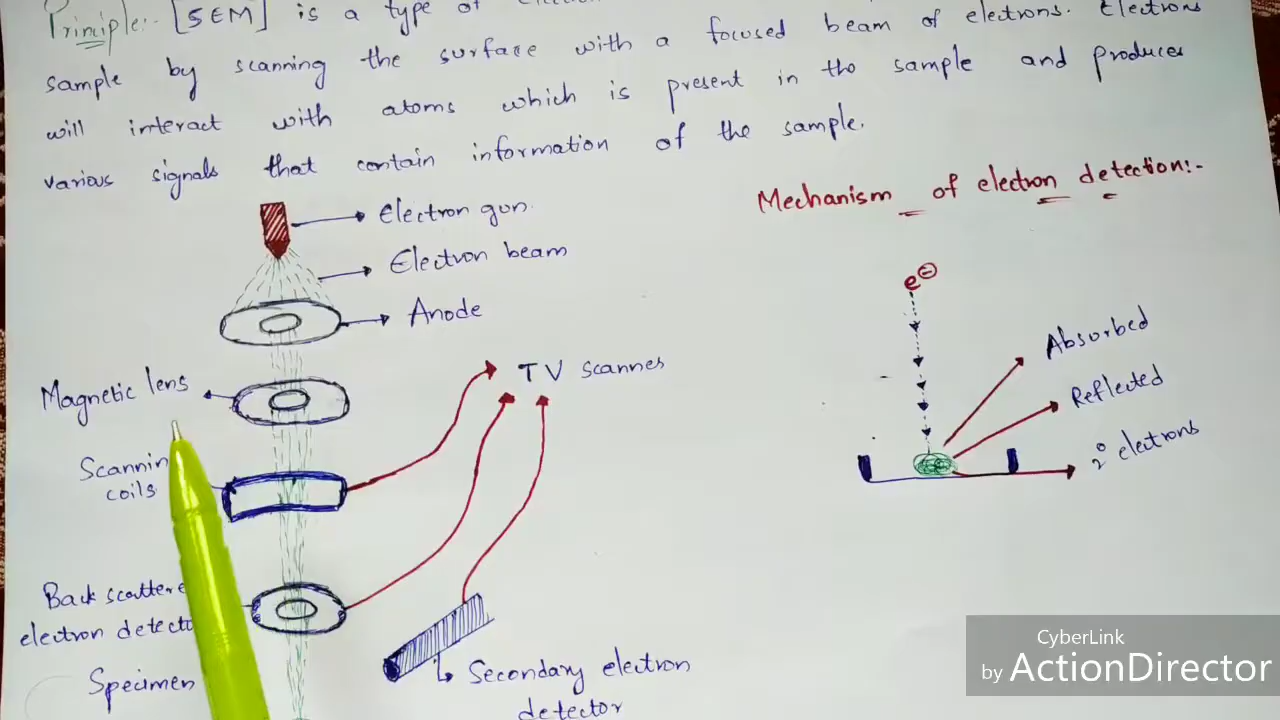 Principle:- [SEM] is a type of
sample by scanning the surface with a focused beam of electrons. Electrons
will interact with atoms which is present in the sample and produces
various signals that contain information of the sample.
Mechanism of electron detection:-
Electron gun
Electron beam
Anode
Magnetic lens
TV Scanner
Scannin
coils
Back scattere
electron detecto
Specimen
Secondary electron
detector
e⊖
Absorbed
Reflected
2° electrons
CyberLink
by ActionDirector